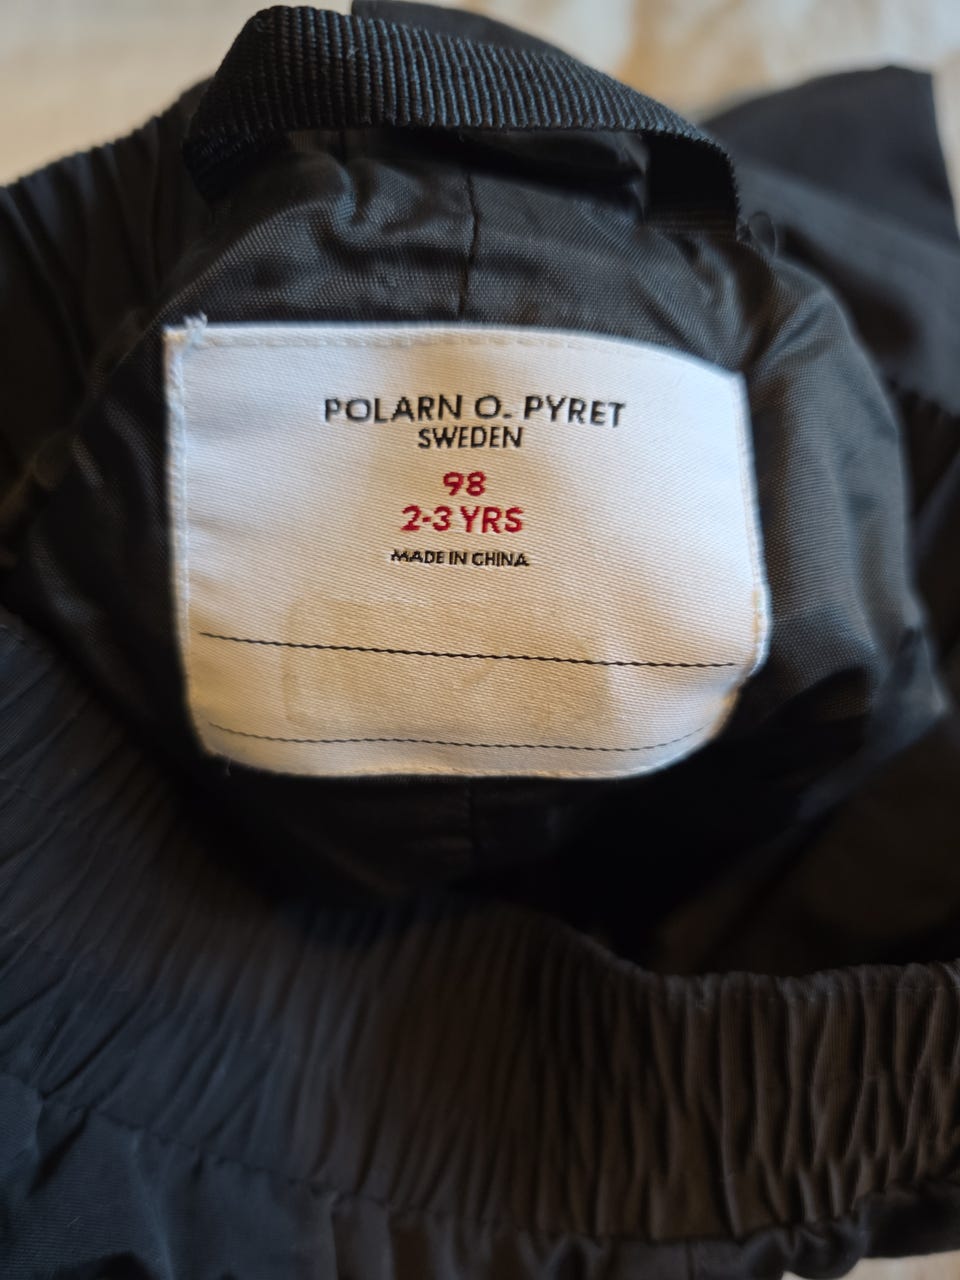 POLARN O. PYRET
SWEDEN
98
2-3 YRS
MADE IN CHINA